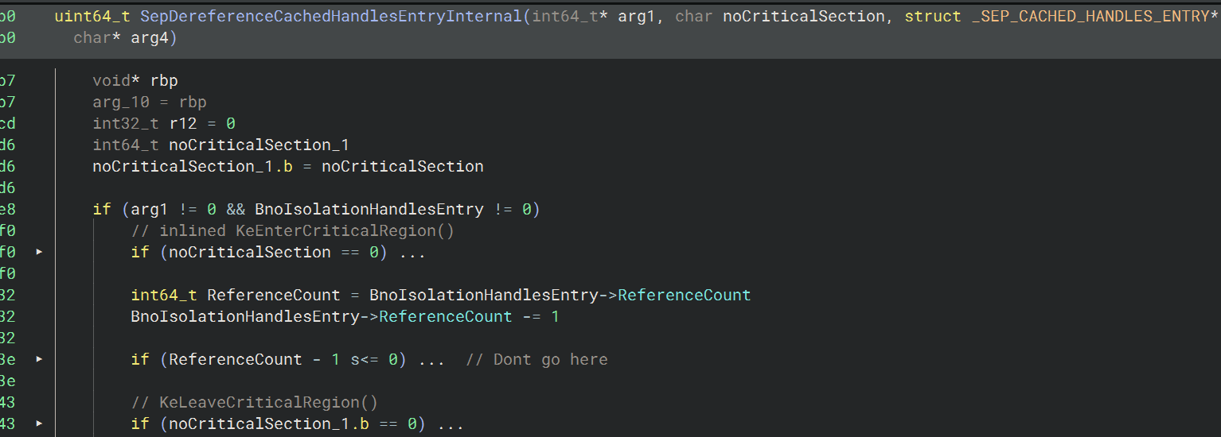 b0 uint64_t SepDereferenceCachedHandlesEntryInternal(int64_t* arg1, char noCriticalSection, struct _SEP_CACHED_HANDLES_ENTRY*
b0 char* arg4)
b7 void* rbp
b7 arg_10 = rbp
cd int32_t r12 = 0
d6 int64_t noCriticalSection_1
d6 noCriticalSection_1.b = noCriticalSection
d6
e8 if (arg1 != 0 && BnoIsolationHandlesEntry != 0)
f0 // inlined KeEnterCriticalRegion()
f0 ▸ if (noCriticalSection == 0) ...
f0
32 int64_t ReferenceCount = BnoIsolationHandlesEntry->ReferenceCount
32 BnoIsolationHandlesEntry->ReferenceCount -= 1
32
3e ▸ if (ReferenceCount - 1 s<= 0) ... // Dont go here
3e
43 // KeLeaveCriticalRegion()
43 ▸ if (noCriticalSection_1.b == 0) ...